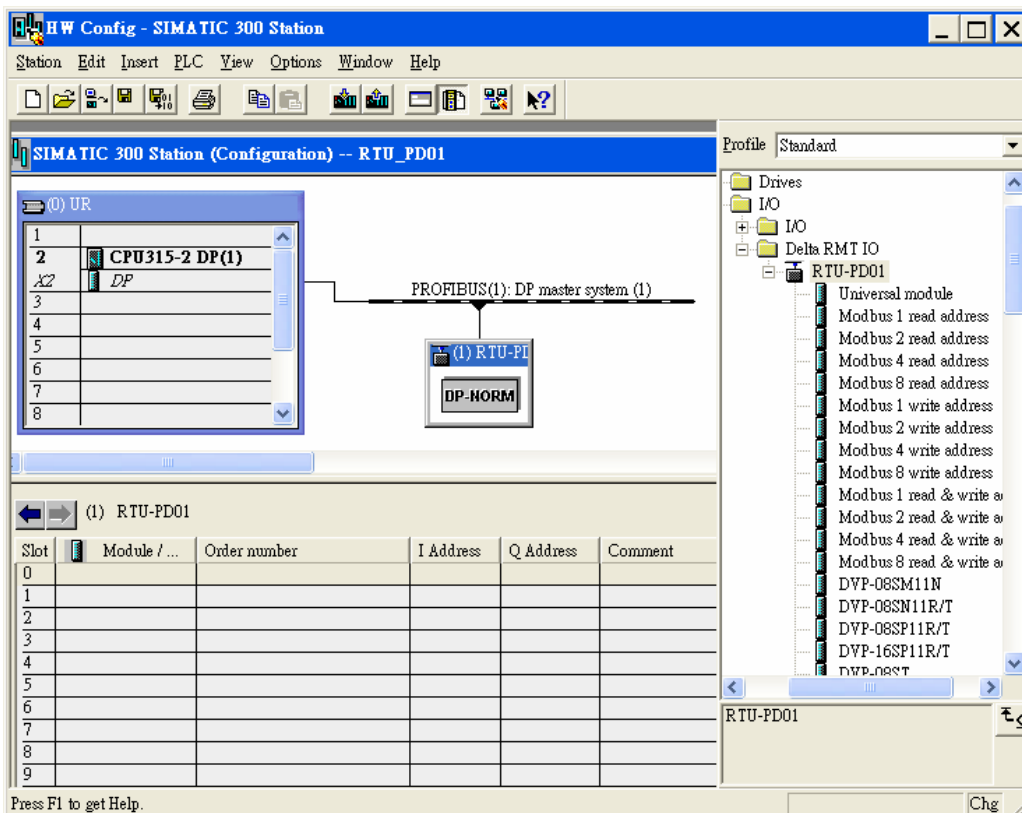 HW Config - SIMATIC 300 Station
Station Edit Insert PLC View Options Window Help
SIMATIC 300 Station (Configuration) -- RTU_PD01
(0) UR
1
2 CPU315-2 DP(1)
X2 DP
3
4
5
6
7
8
PROFIBUS(1): DP master system (1)
(1) RTU-PD
DP-NORM
(1) RTU-PD01
Slot Module / ... Order number I Address Q Address Comment
0
1
2
3
4
5
6
7
8
9
Profile Standard
Drives
I/O
I/O
Delta RMT IO
RTU-PD01
Universal module
Modbus 1 read address
Modbus 2 read address
Modbus 4 read address
Modbus 8 read address
Modbus 1 write address
Modbus 2 write address
Modbus 4 write address
Modbus 8 write address
Modbus 1 read & write a
Modbus 2 read & write a
Modbus 4 read & write a
Modbus 8 read & write a
DVP-08SM11N
DVP-08SN11R/T
DVP-08SP11R/T
DVP-16SP11R/T
DVP-08ST
RTU-PD01
Press F1 to get Help.
Chg